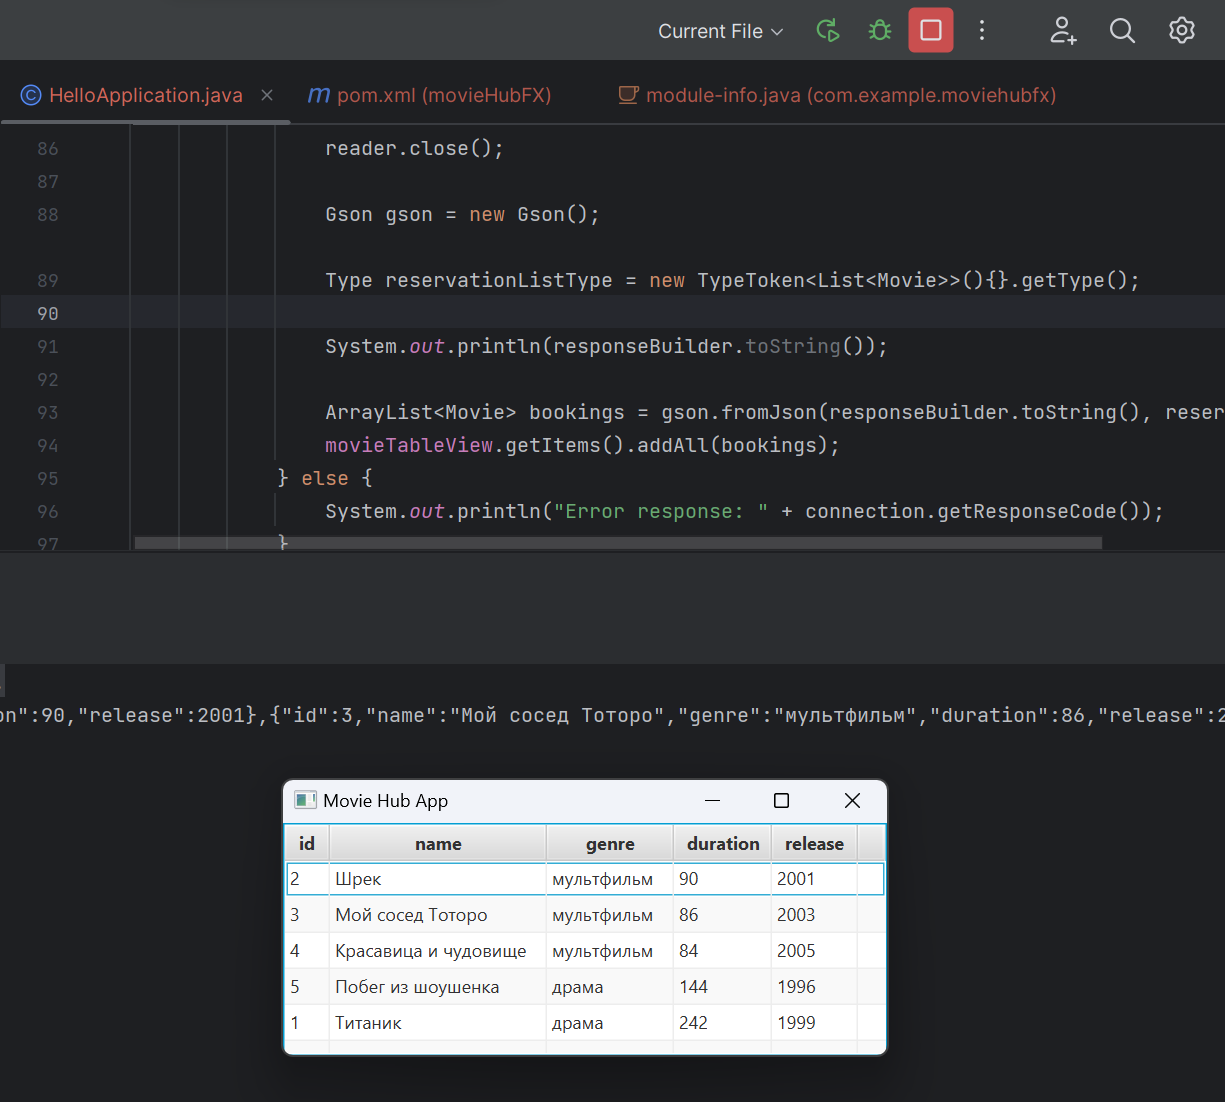 Current File
HelloApplication.java
pom.xml (movieHubFX)
module-info.java (com.example.moviehubfx)
86 reader.close();
87
88 Gson gson = new Gson();
89 Type reservationListType = new TypeToken<List<Movie>>(){}.getType();
90
91 System.out.println(responseBuilder.toString());
92
93 ArrayList<Movie> bookings = gson.fromJson(responseBuilder.toString(), reser
94 movieTableView.getItems().addAll(bookings);
95 } else {
96 System.out.println("Error response: " + connection.getResponseCode());
97 }
on":90,"release":2001},{"id":3,"name":"Мой сосед Тоторо","genre":"мультфильм","duration":86,"release":2
Movie Hub App
id name genre duration release
2 Шрек мультфильм 90 2001
3 Мой сосед Тоторо мультфильм 86 2003
4 Красавица и чудовище мультфильм 84 2005
5 Побег из шоушенка драма 144 1996
1 Титаник драма 242 1999